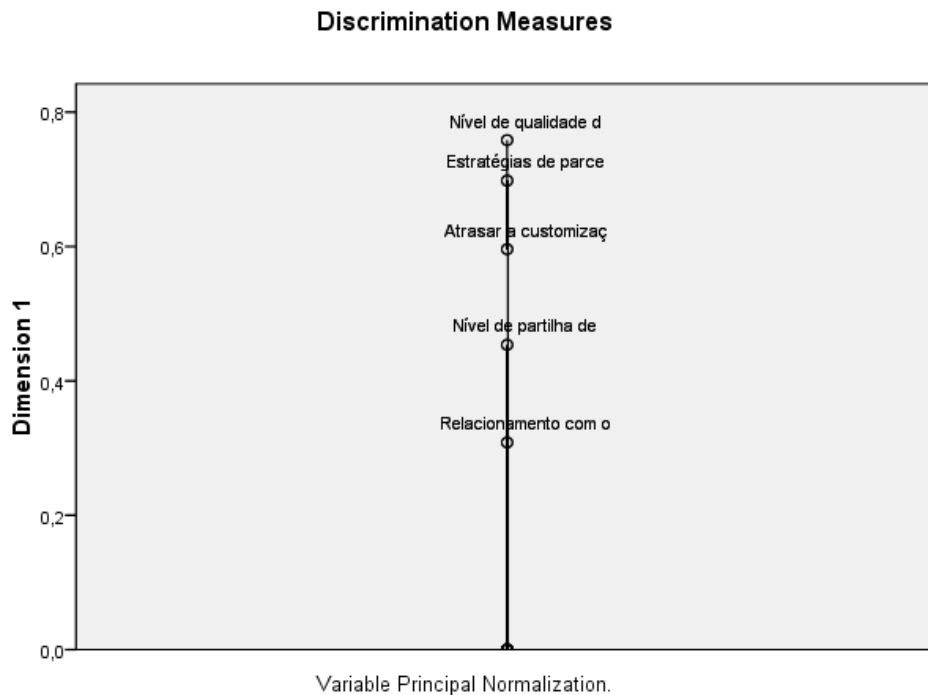 Discrimination Measures
0,8
Nível de qualidade d
Estratégias de parce
0,6
Atrasar a customizaç
Nível de partilha de
0,4
Relacionamento com o
0,2
0,0
Dimension 1
Variable Principal Normalization.